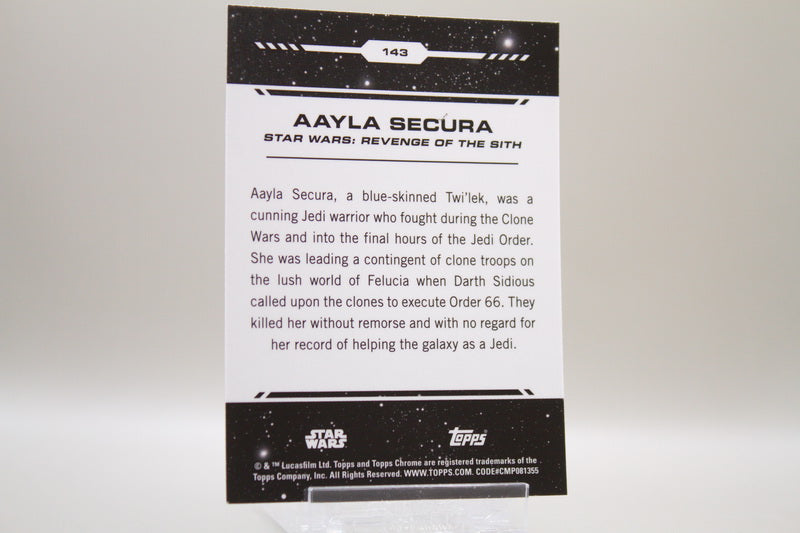 143
AAYLA SECURA
STAR WARS: REVENGE OF THE SITH
Aayla Secura, a blue-skinned Twi'lek, was a
cunning Jedi warrior who fought during the Clone
Wars and into the final hours of the Jedi Order.
She was leading a contingent of clone troops on
the lush world of Felucia when Darth Sidious
called upon the clones to execute Order 66. They
killed her without remorse and with no regard for
her record of helping the galaxy as a Jedi.
STAR
WARS
Topps
© & ™ Lucasfilm Ltd. Topps and Topps Chrome are registered trademarks of the
Topps Company, Inc. All Rights Reserved. WWW.TOPPS.COM. CODE#CMP081355